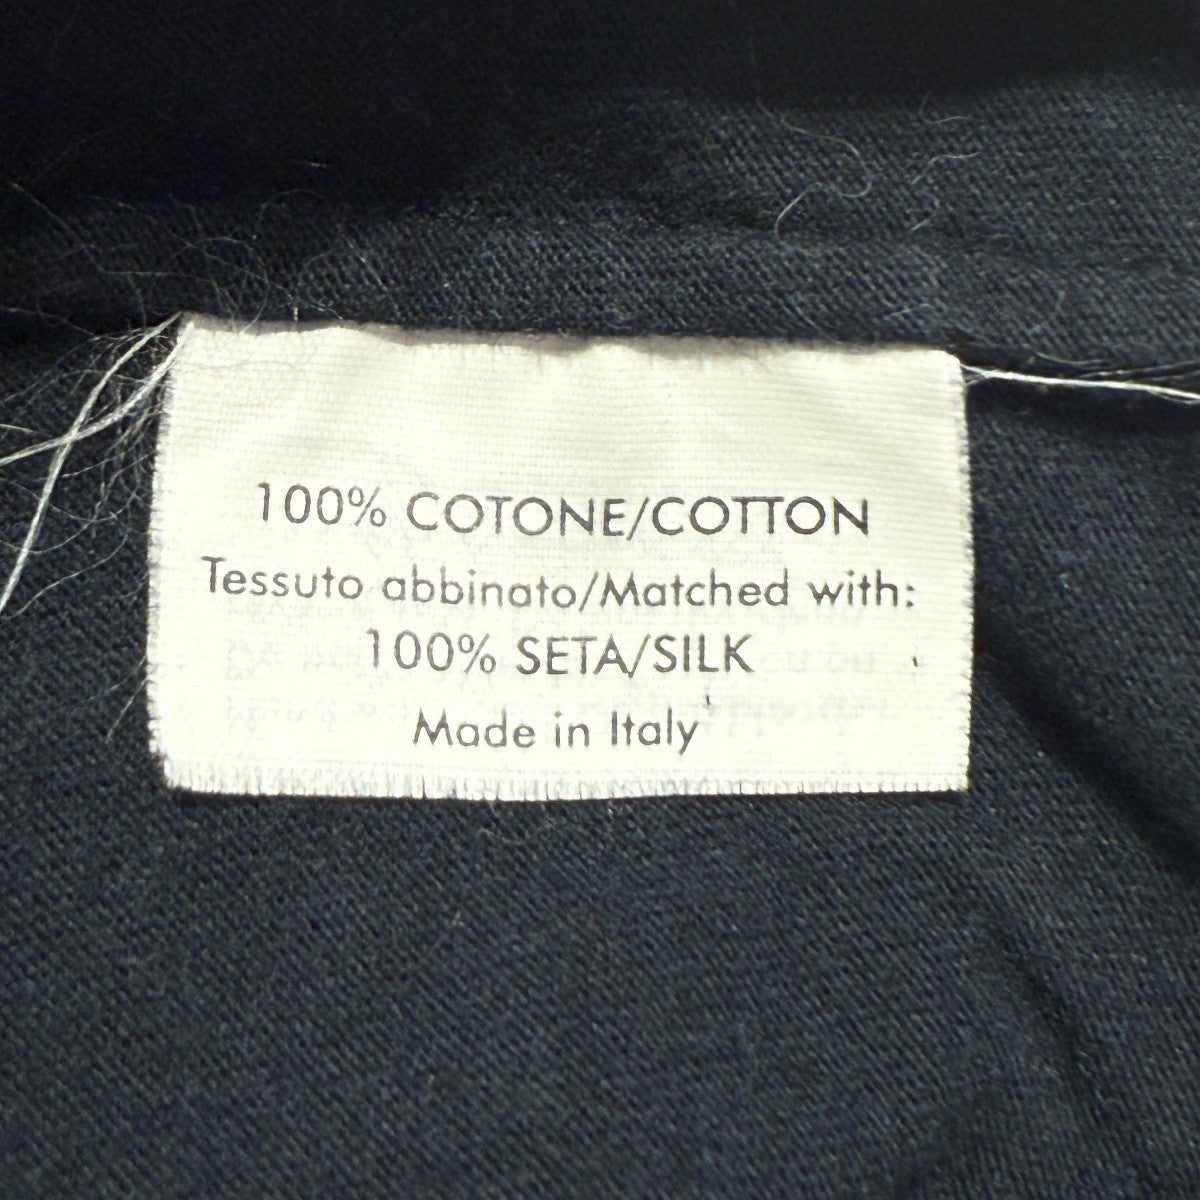 100% COTONE/COTTON
Tessuto abbinato/Matched with:
100% SETA/SILK
Made in Italy